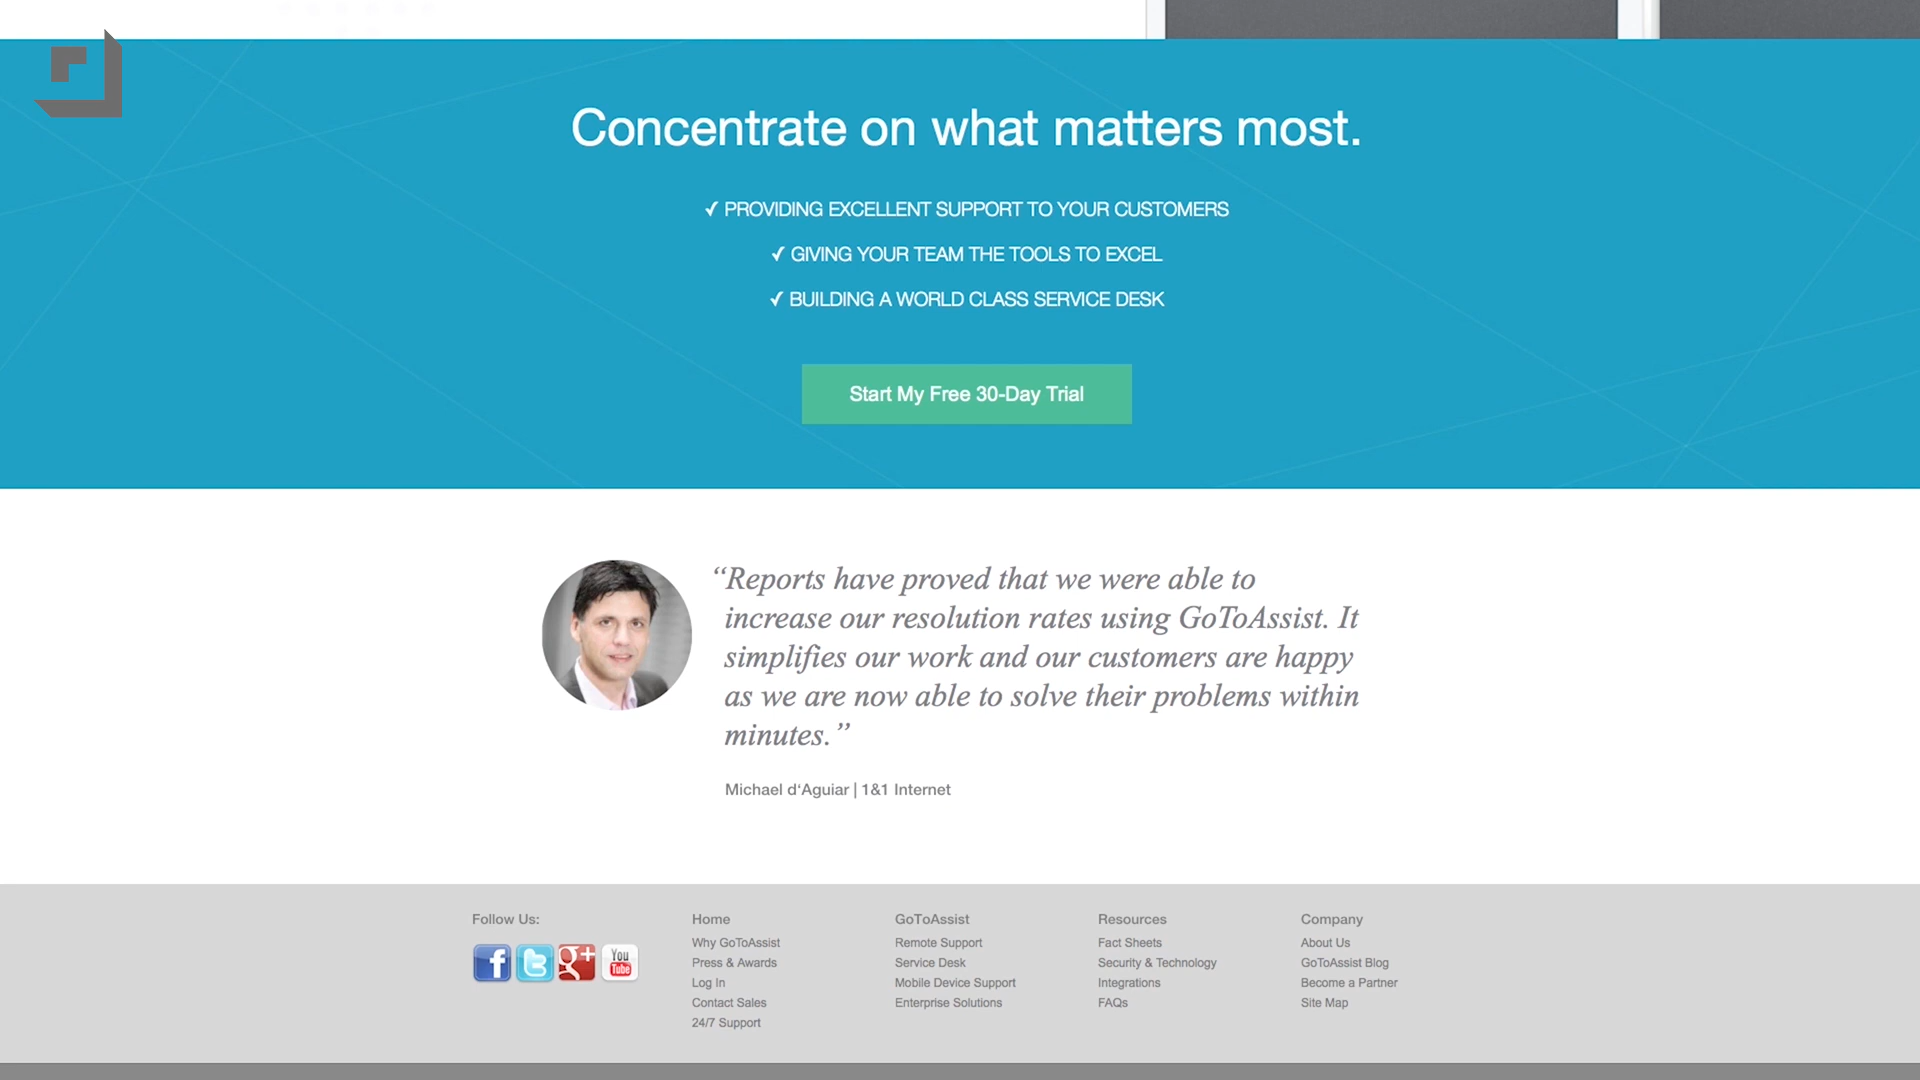 Concentrate on what matters most.
✓ PROVIDING EXCELLENT SUPPORT TO YOUR CUSTOMERS
✓ GIVING YOUR TEAM THE TOOLS TO EXCEL
✓ BUILDING A WORLD CLASS SERVICE DESK
Start My Free 30-Day Trial
“Reports have proved that we were able to
increase our resolution rates using GoToAssist. It
simplifies our work and our customers are happy
as we are now able to solve their problems within
minutes.”
Michael d‘Aguiar | 1&1 Internet
Follow Us:
f
g+
You
Tube
Home
Why GoToAssist
Press & Awards
Log In
Contact Sales
24/7 Support
GoToAssist
Remote Support
Service Desk
Mobile Device Support
Enterprise Solutions
Resources
Fact Sheets
Security & Technology
Integrations
FAQs
Company
About Us
GoToAssist Blog
Become a Partner
Site Map